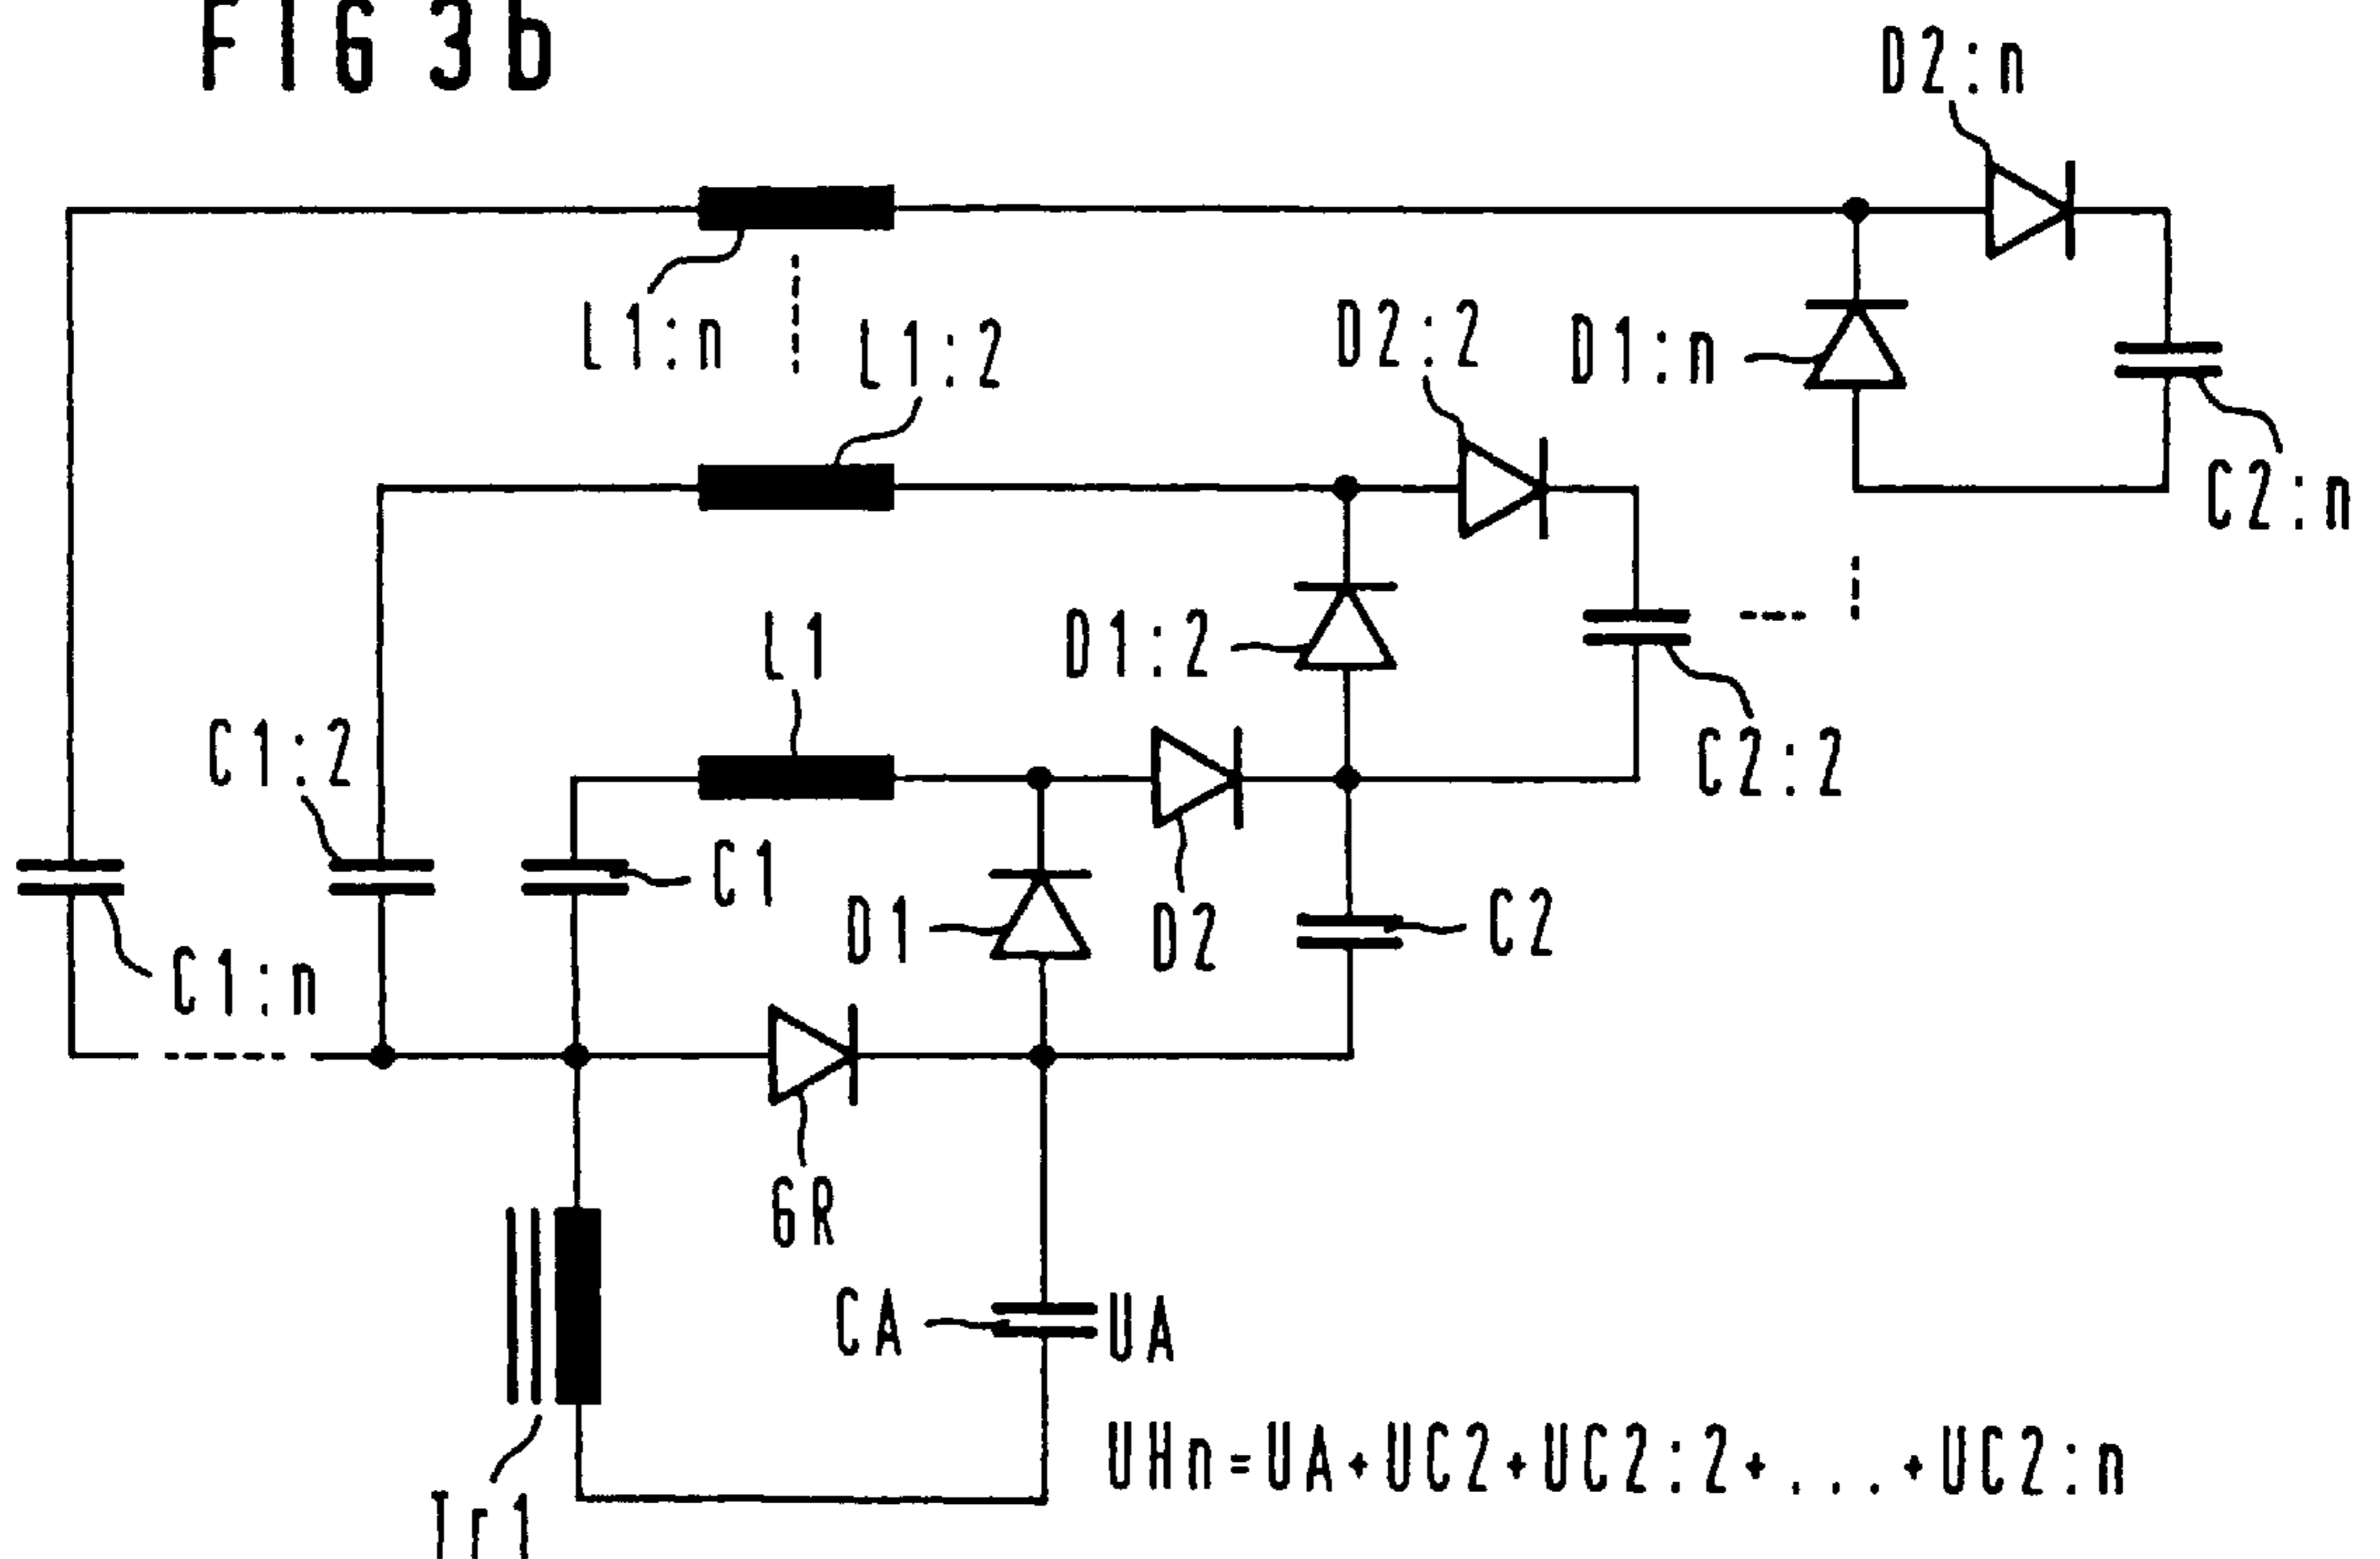 FIG 3b
D2:n
L1:n
L1:2
D2:2
D1:n
C2:n
L1
D1:2
C1:2
C2:2
C1
D1
D2
C2
C1:n
GR
CA
UA
UHn=UA+UC2+UC2:2+...+UC2:n
Tr1